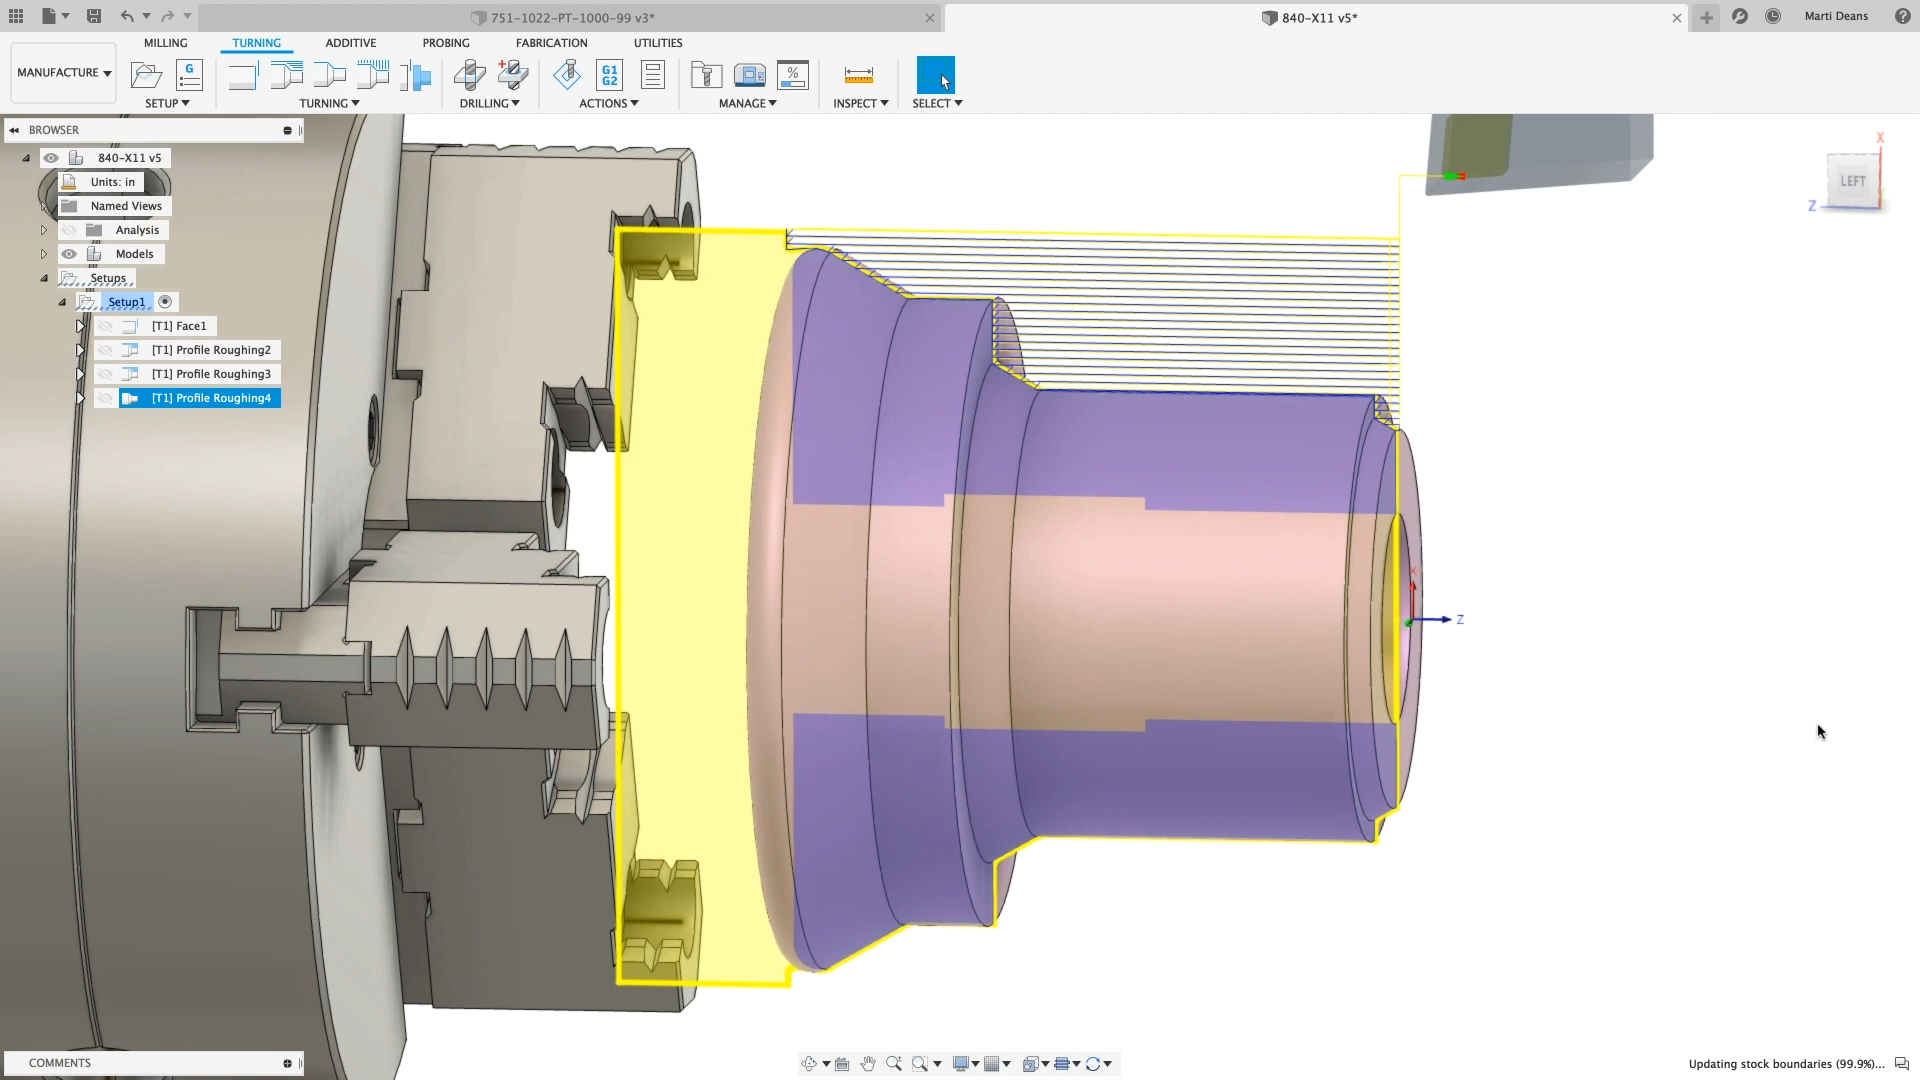 751-1022-PT-1000-99 v3*
840-X11 v5*
Marti Deans
MILLING
TURNING
ADDITIVE
PROBING
FABRICATION
UTILITIES
MANUFACTURE
G
G1
G2
%
SETUP
TURNING
DRILLING
ACTIONS
MANAGE
INSPECT
SELECT
BROWSER
840-X11 v5
Units: in
Named Views
Analysis
Models
Setups
Setup1
[T1] Face1
[T1] Profile Roughing2
[T1] Profile Roughing3
[T1] Profile Roughing4
X
LEFT
Z
X
Z
COMMENTS
Updating stock boundaries (99.9%)...